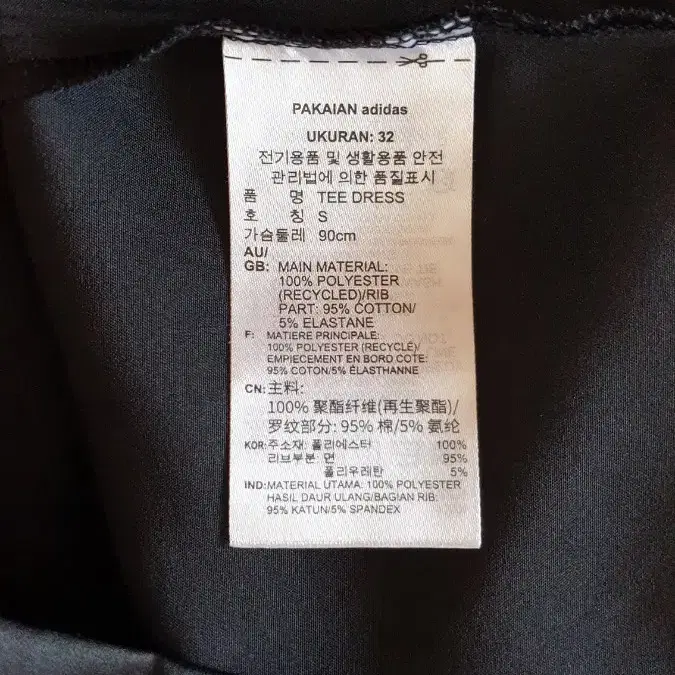 PAKAIAN adidas
UKURAN: 32
전기용품 및 생활용품 안전
관리법에 의한 품질표시
품 명 TEE DRESS
호 칭 S
가슴둘레 90cm
AU/
GB: MAIN MATERIAL:
100% POLYESTER
(RECYCLED)/RIB
PART: 95% COTTON/
5% ELASTANE
F: MATIERE PRINCIPALE:
100% POLYESTER (RECYCLÉ)/
EMPIECEMENT EN BORD COTE:
95% COTON/5% ÉLASTHANNE
CN: 主料:
100% 聚酯纤维(再生聚酯)/
罗纹部分: 95% 棉/5% 氨纶
KOR: 주소재: 폴리에스터 100%
리브부분: 면 95%
폴리우레탄 5%
IND: MATERIAL UTAMA: 100% POLYESTER
HASIL DAUR ULANG/BAGIAN RIB:
95% KATUN/5% SPANDEX